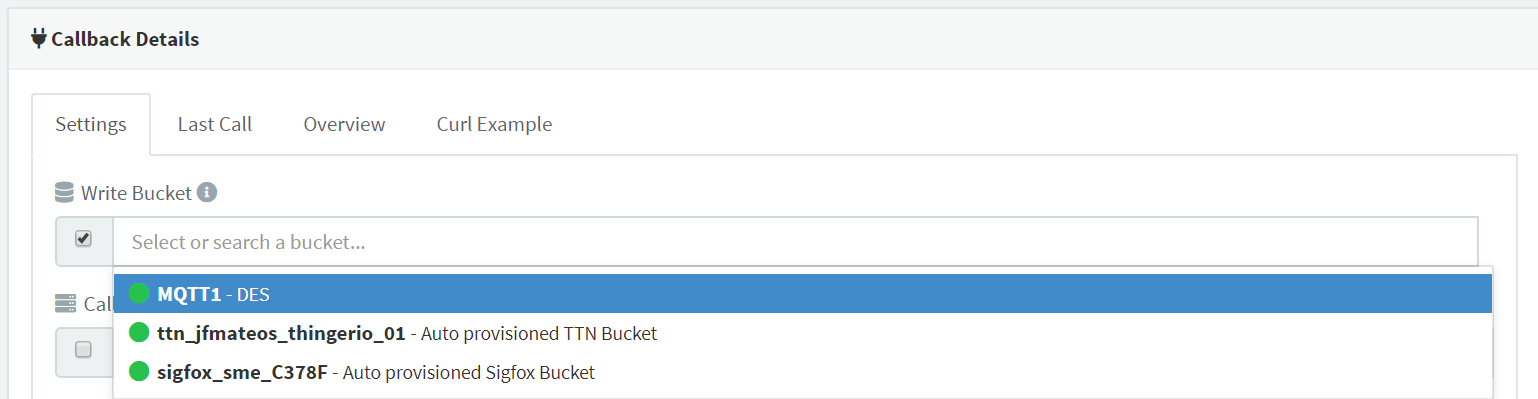 Callback Details
Settings Last Call Overview Curl Example
Write Bucket
Select or search a bucket...
MQTT1 - DES
Cal
ttn_jfmateos_thingerio_01 - Auto provisioned TTN Bucket
sigfox_sme_C378F - Auto provisioned Sigfox Bucket